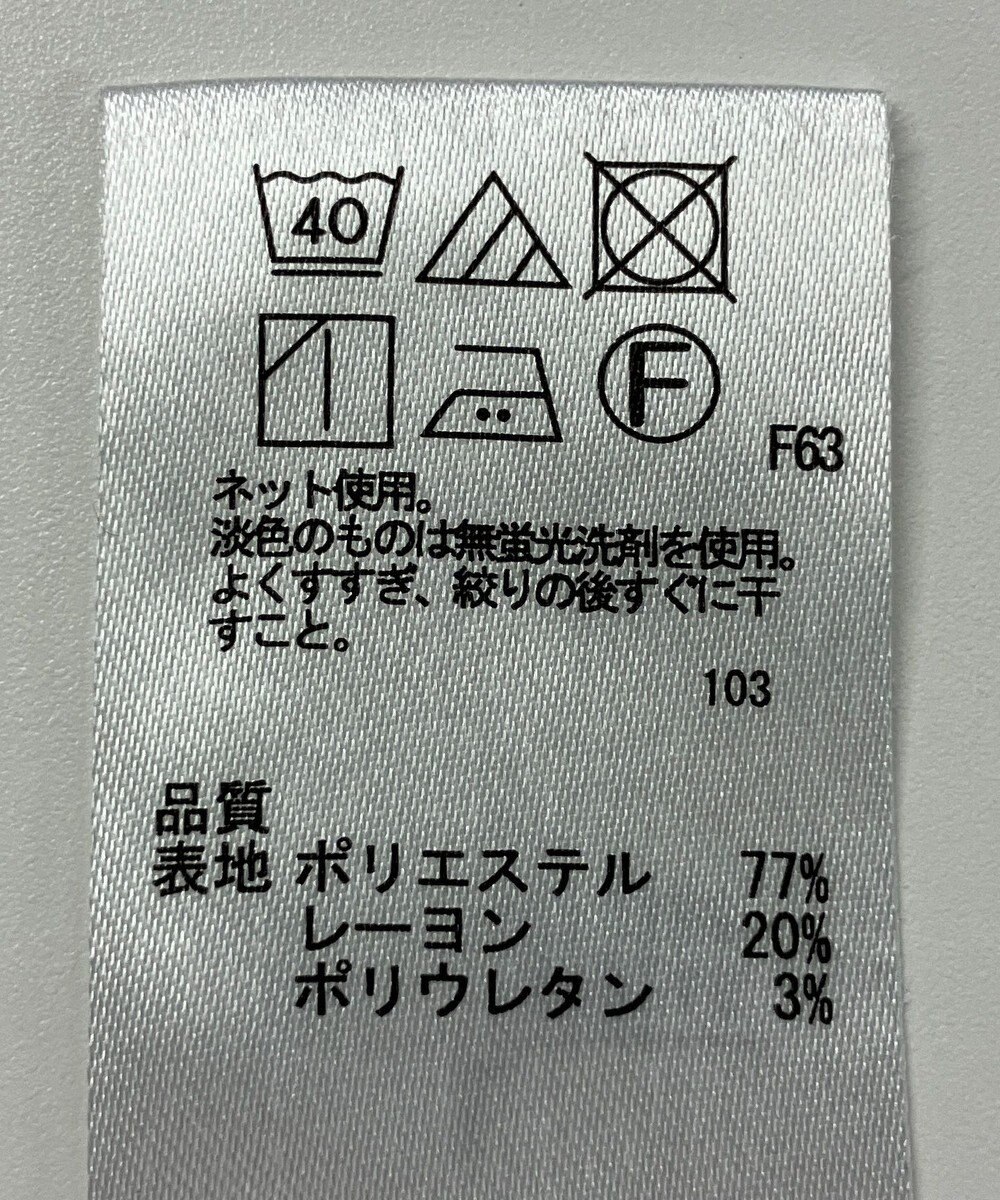 40
F
F63
ネット使用。
淡色のものは無蛍光洗剤を使用。
よくすすぎ、絞りの後すぐに干
すこと。
103
品質
表地 ポリエステル 77%
レーヨン 20%
ポリウレタン 3%